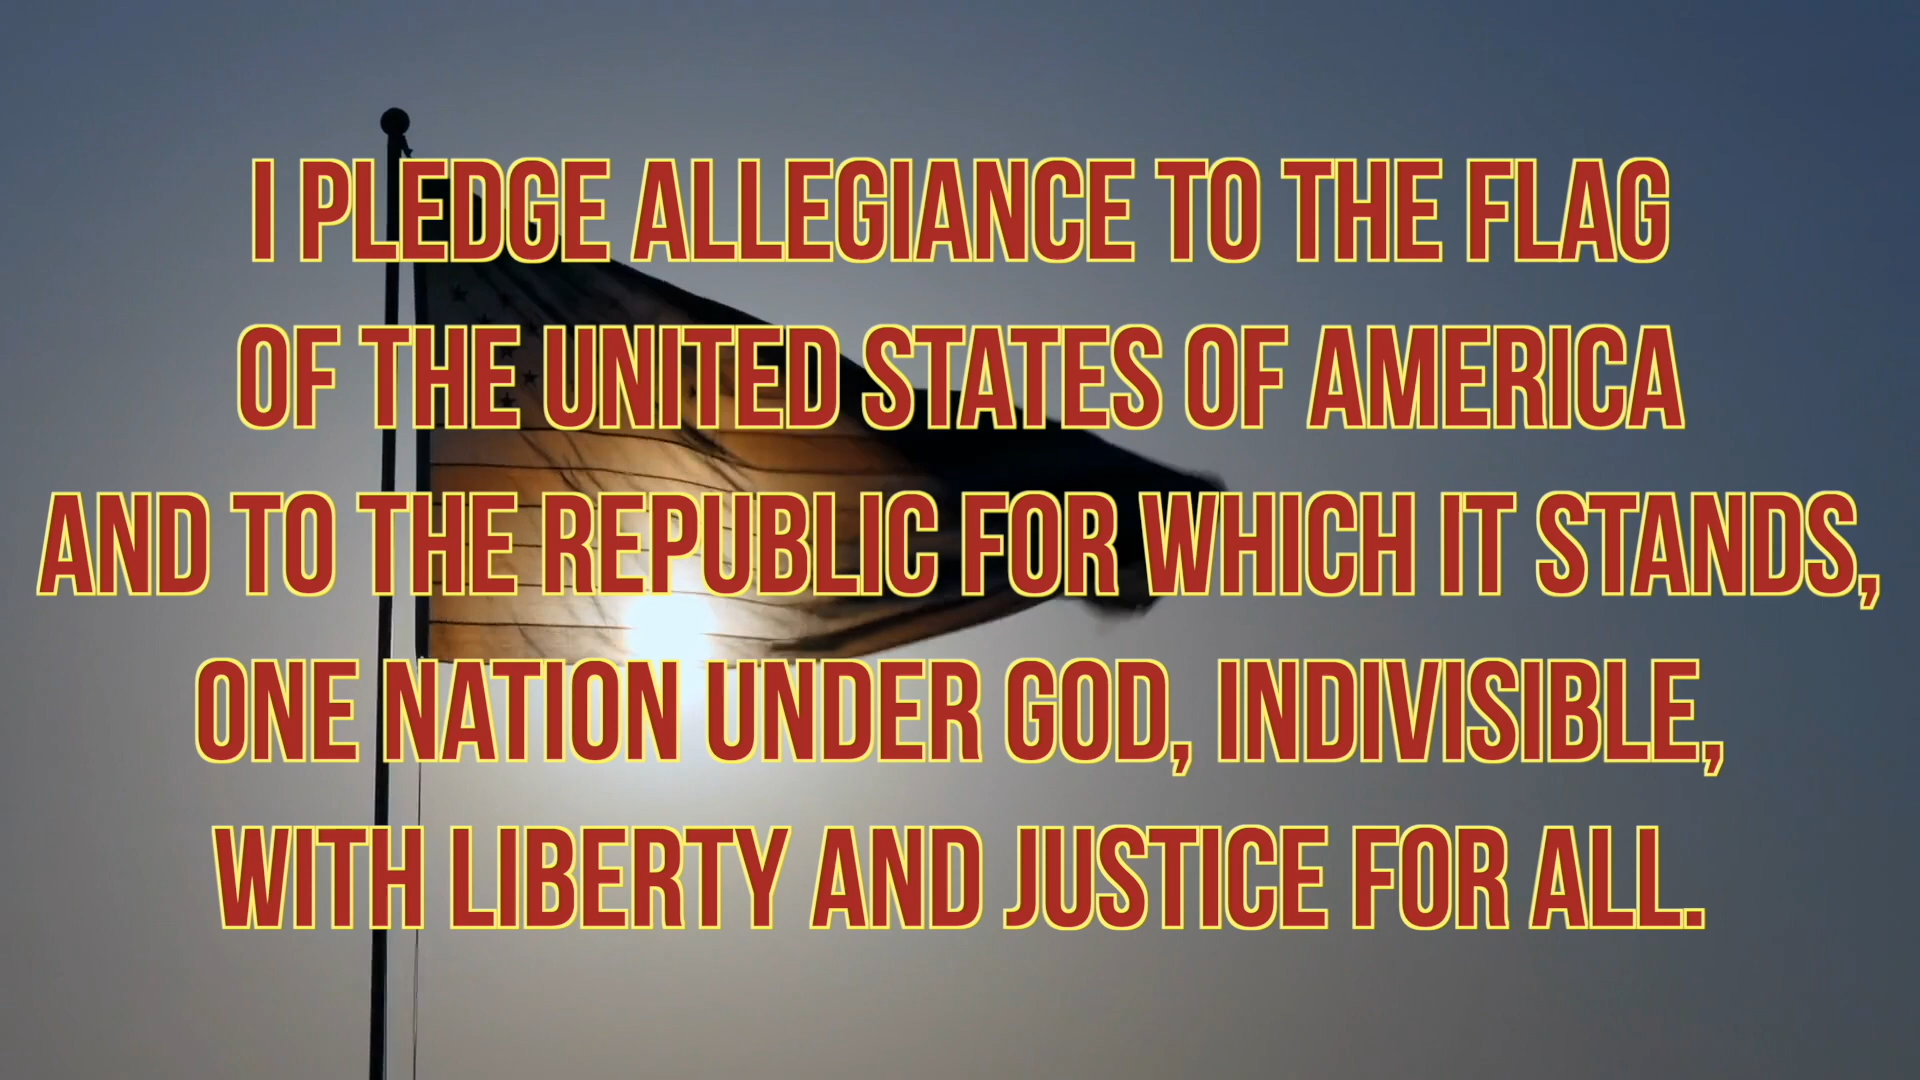 I PLEDGE ALLEGIANCE TO THE FLAG
OF THE UNITED STATES OF AMERICA
AND TO THE REPUBLIC FOR WHICH IT STANDS,
ONE NATION UNDER GOD, INDIVISIBLE,
WITH LIBERTY AND JUSTICE FOR ALL.